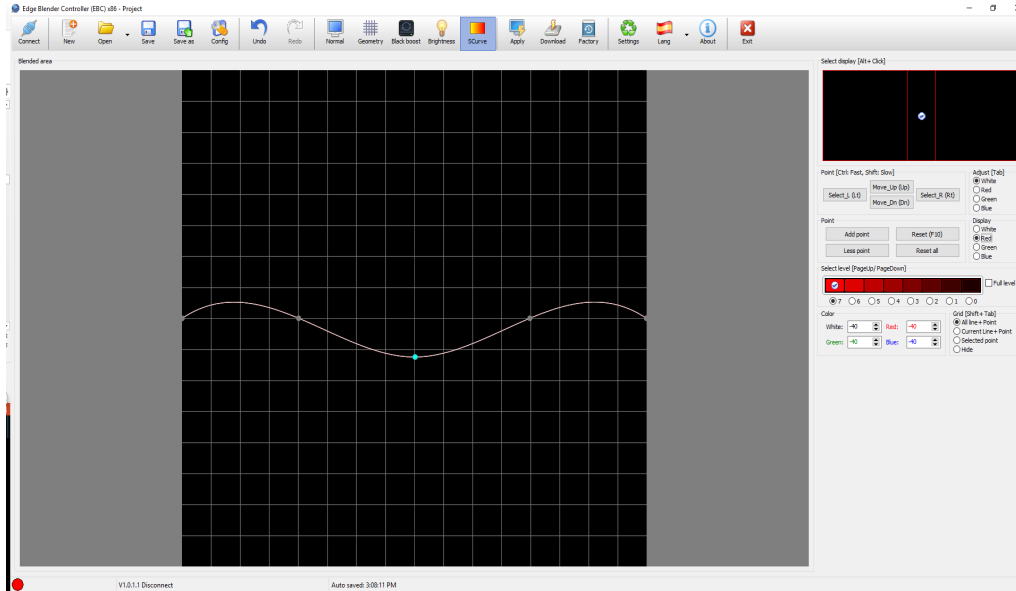 Edge Blender Controller (EBC) x86 - Project
Connect New Open Save Save as Config Undo Redo Normal Geometry Black boost Brightness SCurve Apply Download Factory Settings Lang About Exit
Blended area
Select display [Alt+ Click]
Point [Ctrl: Fast, Shift: Slow]
Select_L (Lt)
Move_Up (Up)
Move_Dn (Dn)
Select_R (Rt)
Adjust [Tab]
White
Red
Green
Blue
Point
Add point
Reset (F10)
Less point
Reset all
Display
White
Red
Green
Blue
Select level [PageUp/PageDown]
Full level
7 6 5 4 3 2 1 0
Color
White: -40 Red: -40
Green: -40 Blue: -40
Grid [Shift+ Tab]
All line+ Point
Current Line+ Point
Selected point
Hide
V1.0.1.1 Disconnect
Auto saved: 3:08:11 PM